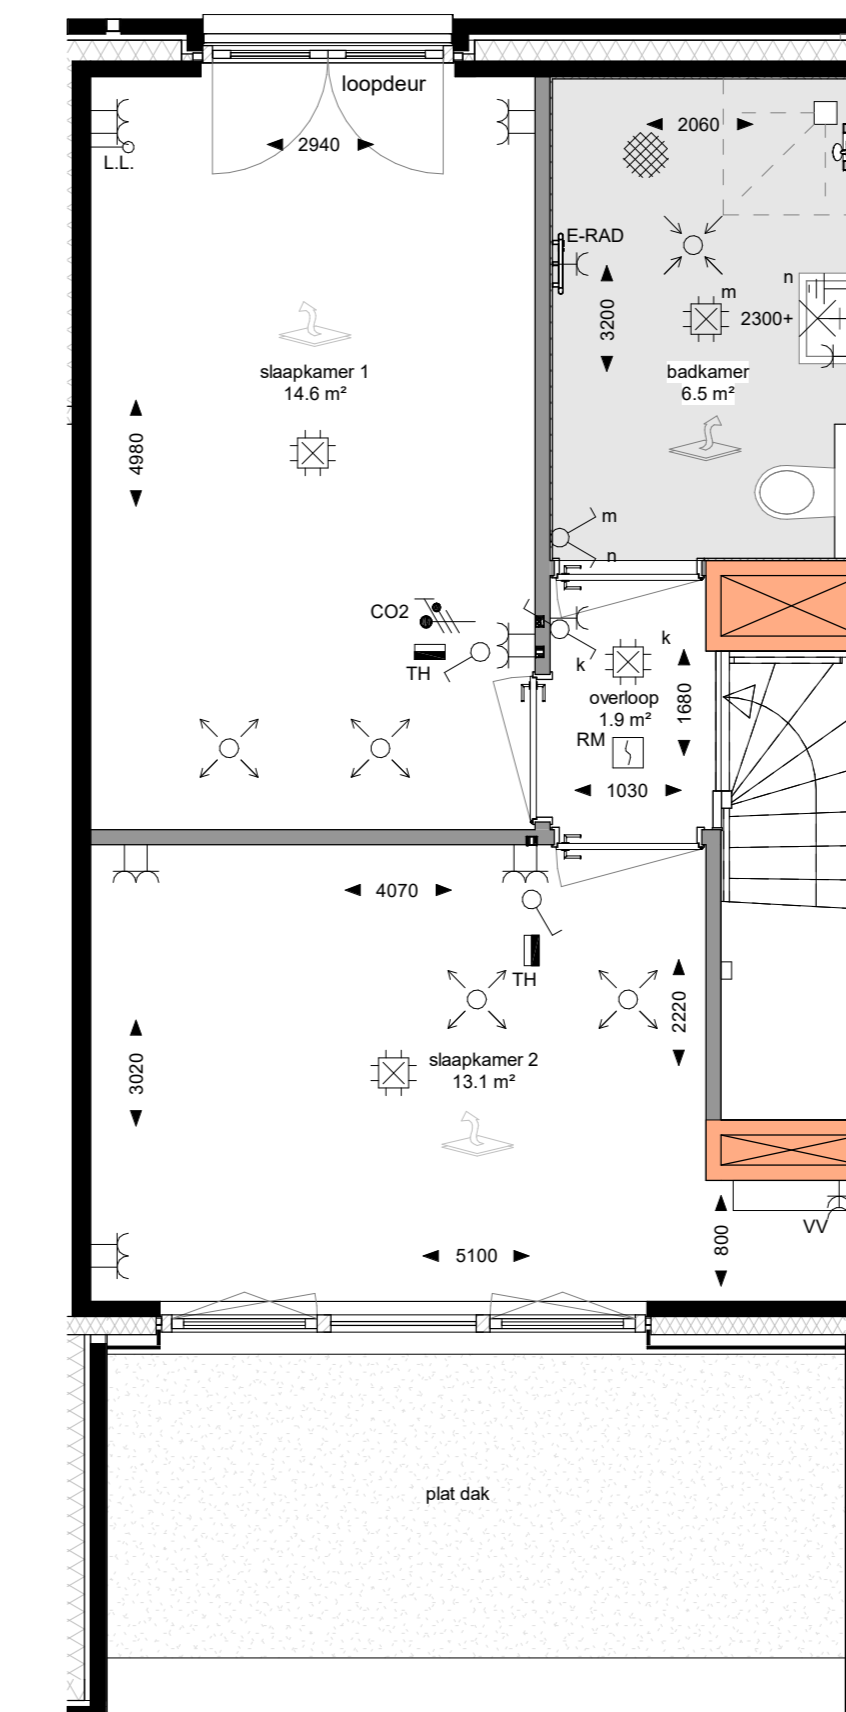 loopdeur
2940
2060
L.L.
E-RAD
n
m
2300+
3200
slaapkamer 1
14.6 m²
badkamer
6.5 m²
4980
m
n
CO2
k
k
TH
overloop
1.9 m²
1680
RM
1030
4070
TH
2220
slaapkamer 2
13.1 m²
3020
VV
800
5100
plat dak